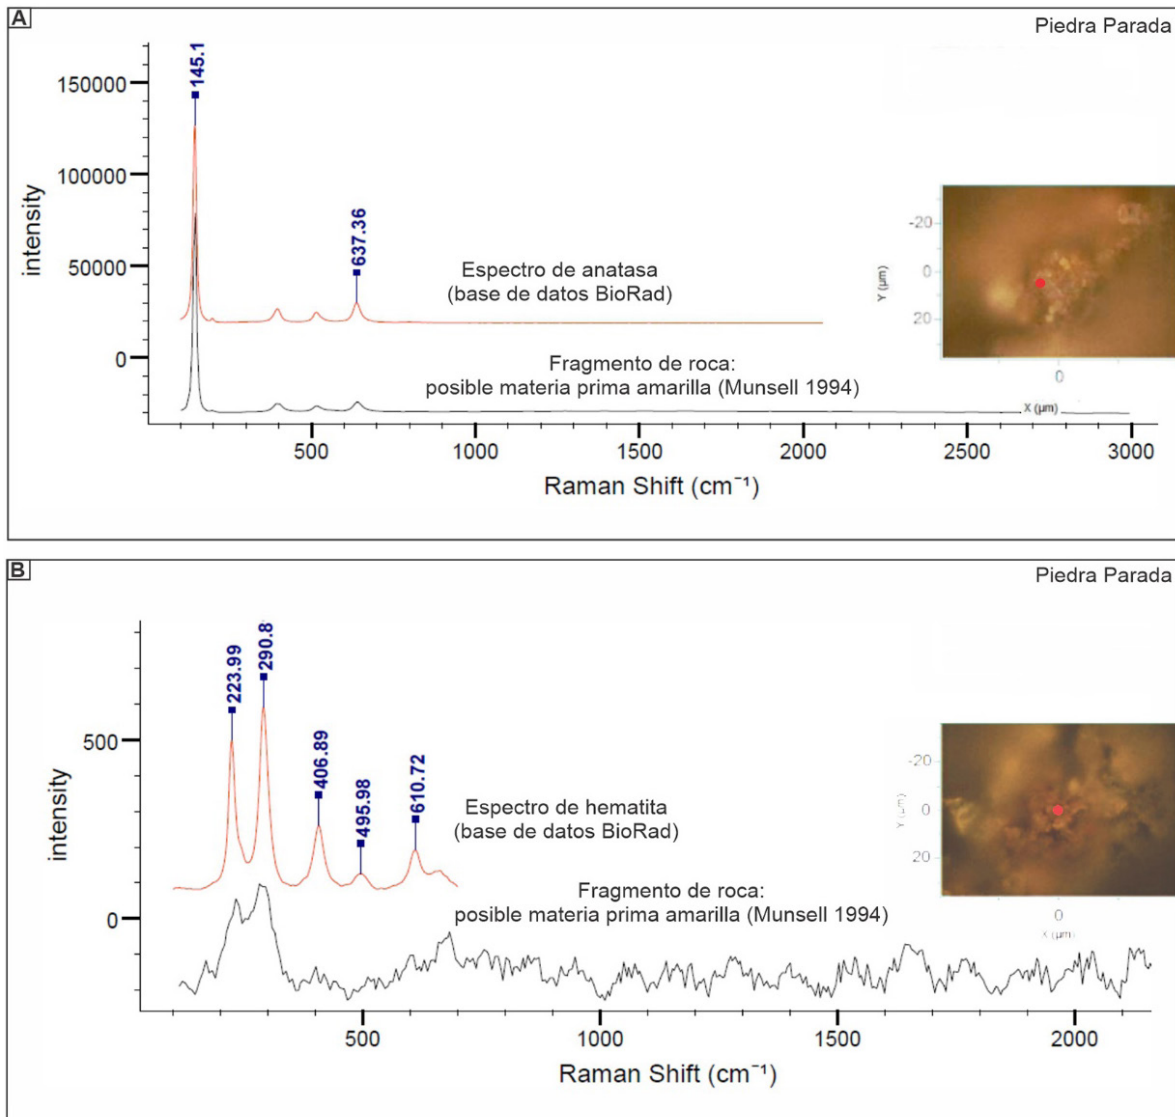 A
Piedra Parada
145.1
150000
100000
50000
0
intensity
637.36
Espectro de anatasa
(base de datos BioRad)
Fragmento de roca:
posible materia prima amarilla (Munsell 1994)
-20
0
20
Y (µm)
0
X (µm)
500
1000
1500
2000
2500
3000
Raman Shift (cm⁻¹)
B
Piedra Parada
223.99
290.8
406.89
495.98
610.72
500
0
intensity
Espectro de hematita
(base de datos BioRad)
Fragmento de roca:
posible materia prima amarilla (Munsell 1994)
-20
0
20
Y (µm)
0
X (µm)
500
1000
1500
2000
Raman Shift (cm⁻¹)